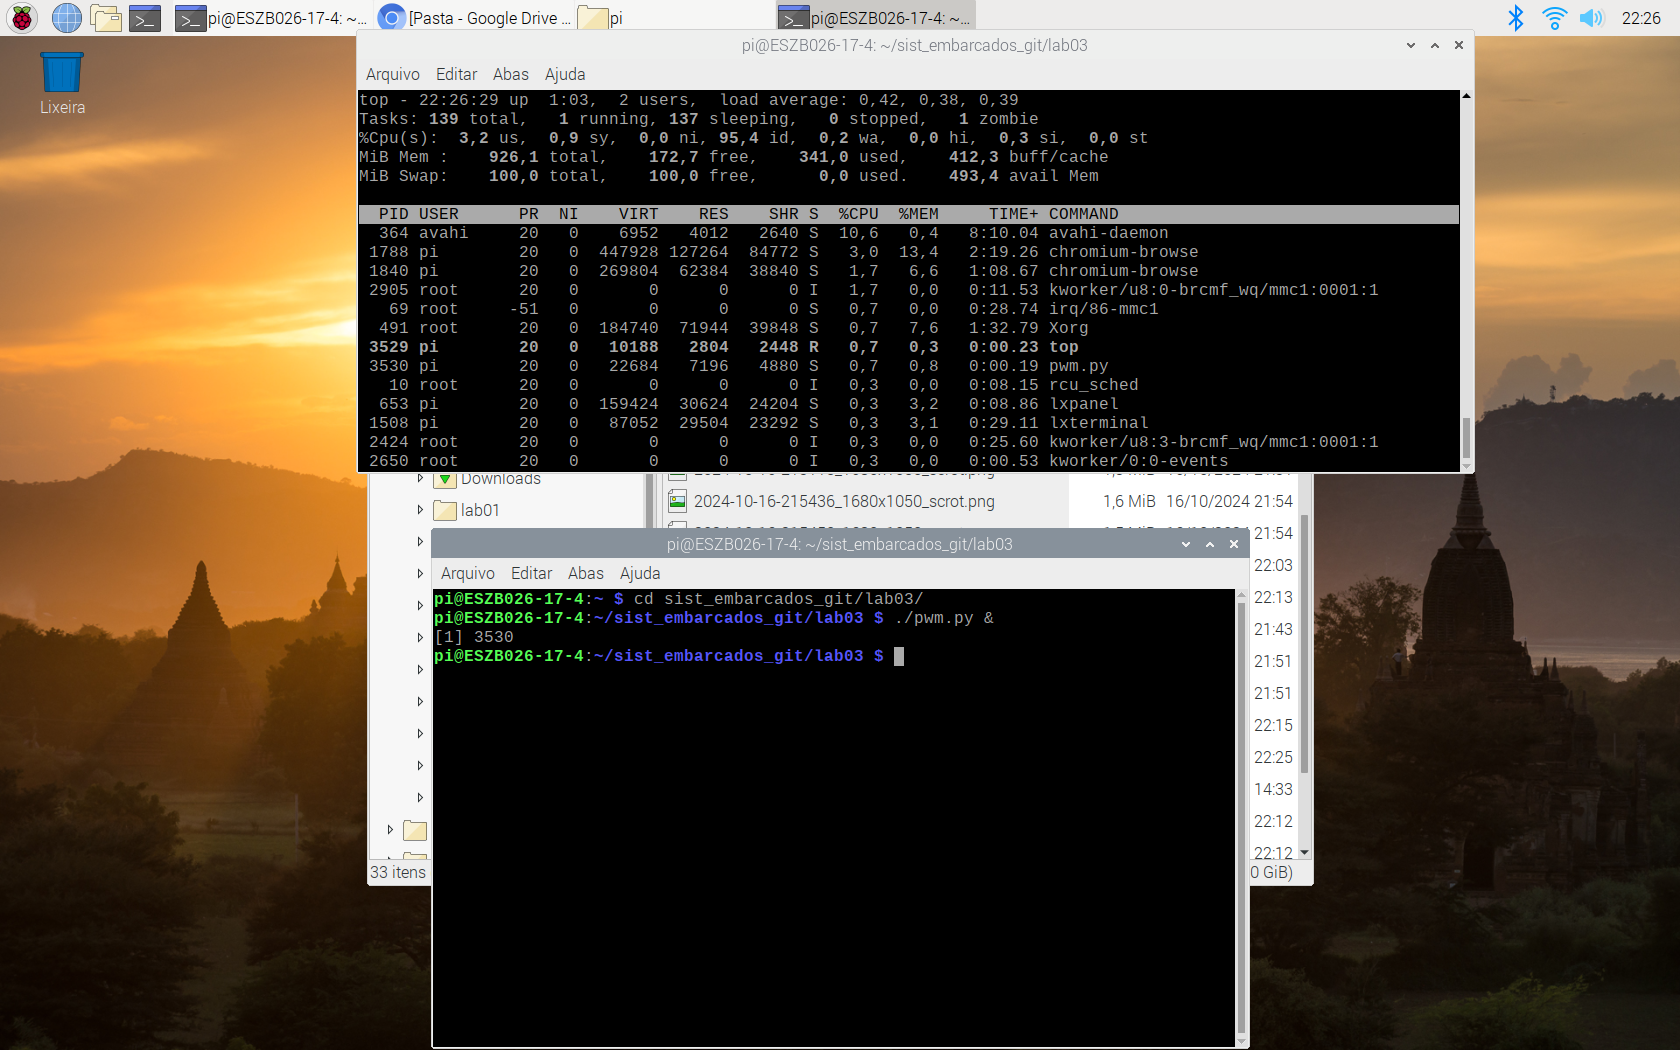 pi@ESZB026-17-4: ~... [Pasta - Google Drive ... pi pi@ESZB026-17-4: ~... 22:26
Lixeira
pi@ESZB026-17-4: ~/sist_embarcados_git/lab03
Arquivo Editar Abas Ajuda
top - 22:26:29 up  1:03,  2 users,  load average: 0,42, 0,38, 0,39
Tasks: 139 total,   1 running, 137 sleeping,   0 stopped,   1 zombie
%Cpu(s):  3,2 us,  0,9 sy,  0,0 ni, 95,4 id,  0,2 wa,  0,0 hi,  0,3 si,  0,0 st
MiB Mem :    926,1 total,    172,7 free,    341,0 used,    412,3 buff/cache
MiB Swap:    100,0 total,    100,0 free,      0,0 used.    493,4 avail Mem
PID USER PR NI VIRT RES SHR S %CPU %MEM TIME+ COMMAND
364 avahi 20 0 6952 4012 2640 S 10,6 0,4 8:10.04 avahi-daemon
1788 pi 20 0 447928 127264 84772 S 3,0 13,4 2:19.26 chromium-browse
1840 pi 20 0 269804 62384 38840 S 1,7 6,6 1:08.67 chromium-browse
2905 root 20 0 0 0 0 I 1,7 0,0 0:11.53 kworker/u8:0-brcmf_wq/mmc1:0001:1
69 root -51 0 0 0 0 S 0,7 0,0 0:28.74 irq/86-mmc1
491 root 20 0 184740 71944 39848 S 0,7 7,6 1:32.79 Xorg
3529 pi 20 0 10188 2804 2448 R 0,7 0,3 0:00.23 top
3530 pi 20 0 22684 7196 4880 S 0,7 0,8 0:00.19 pwm.py
10 root 20 0 0 0 0 I 0,3 0,0 0:08.15 rcu_sched
653 pi 20 0 159424 30624 24204 S 0,3 3,2 0:08.86 lxpanel
1508 pi 20 0 87052 29504 23292 S 0,3 3,1 0:29.11 lxterminal
2424 root 20 0 0 0 0 I 0,3 0,0 0:25.60 kworker/u8:3-brcmf_wq/mmc1:0001:1
2650 root 20 0 0 0 0 I 0,3 0,0 0:00.53 kworker/0:0-events
Downloads
lab01 2024-10-16-215436_1680x1050_scrot.png 1,6 MiB 16/10/2024 21:54
21:54
22:03
22:13
21:43
21:51
21:51
22:15
22:25
14:33
22:12
22:12
33 itens 0 GiB)
pi@ESZB026-17-4: ~/sist_embarcados_git/lab03
Arquivo Editar Abas Ajuda
pi@ESZB026-17-4:~ $ cd sist_embarcados_git/lab03/
pi@ESZB026-17-4:~/sist_embarcados_git/lab03 $ ./pwm.py &
[1] 3530
pi@ESZB026-17-4:~/sist_embarcados_git/lab03 $